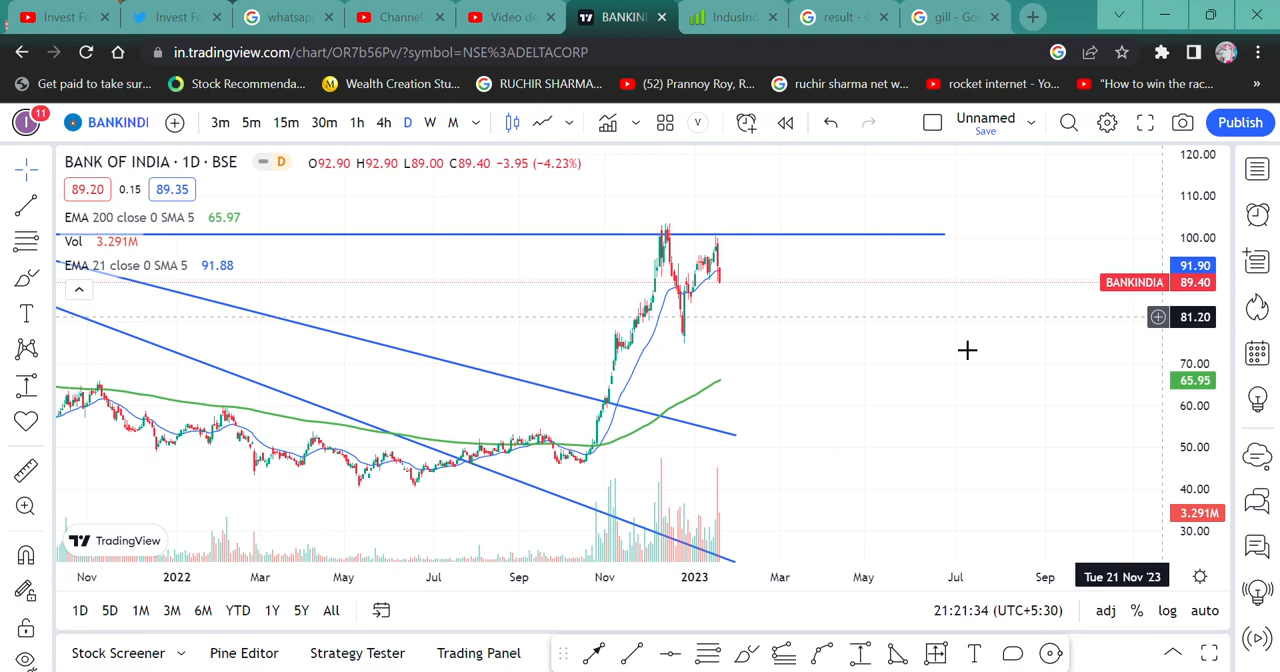 Invest Fo
Invest Fo
whatsap
Channel
Video de
BANKIN
IndusInd
result - G
gill - Goo
in.tradingview.com/chart/OR7b56Pv/?symbol=NSE%3ADELTACORP
Get paid to take sur...
Stock Recommenda...
Wealth Creation Stu...
RUCHIR SHARMA...
(52) Prannoy Roy, R...
ruchir sharma net w...
rocket internet - Yo...
"How to win the rac...
»
I 11
BANKINDI
3m 5m 15m 30m 1h 4h D W M
V
Unnamed
Save
Publish
BANK OF INDIA · 1D · BSE
D
O92.90 H92.90 L89.00 C89.40 −3.95 (−4.23%)
89.20 0.15 89.35
EMA 200 close 0 SMA 5 65.97
Vol 3.291M
EMA 21 close 0 SMA 5 91.88
120.00
110.00
100.00
91.90
BANKINDIA 89.40
81.20
70.00
65.95
60.00
50.00
40.00
3.291M
30.00
TradingView
Nov 2022 Mar May Jul Sep Nov 2023 Mar May Jul Sep Tue 21 Nov '23
1D 5D 1M 3M 6M YTD 1Y 5Y All
21:21:34 (UTC+5:30)
adj % log auto
Stock Screener
Pine Editor
Strategy Tester
Trading Panel